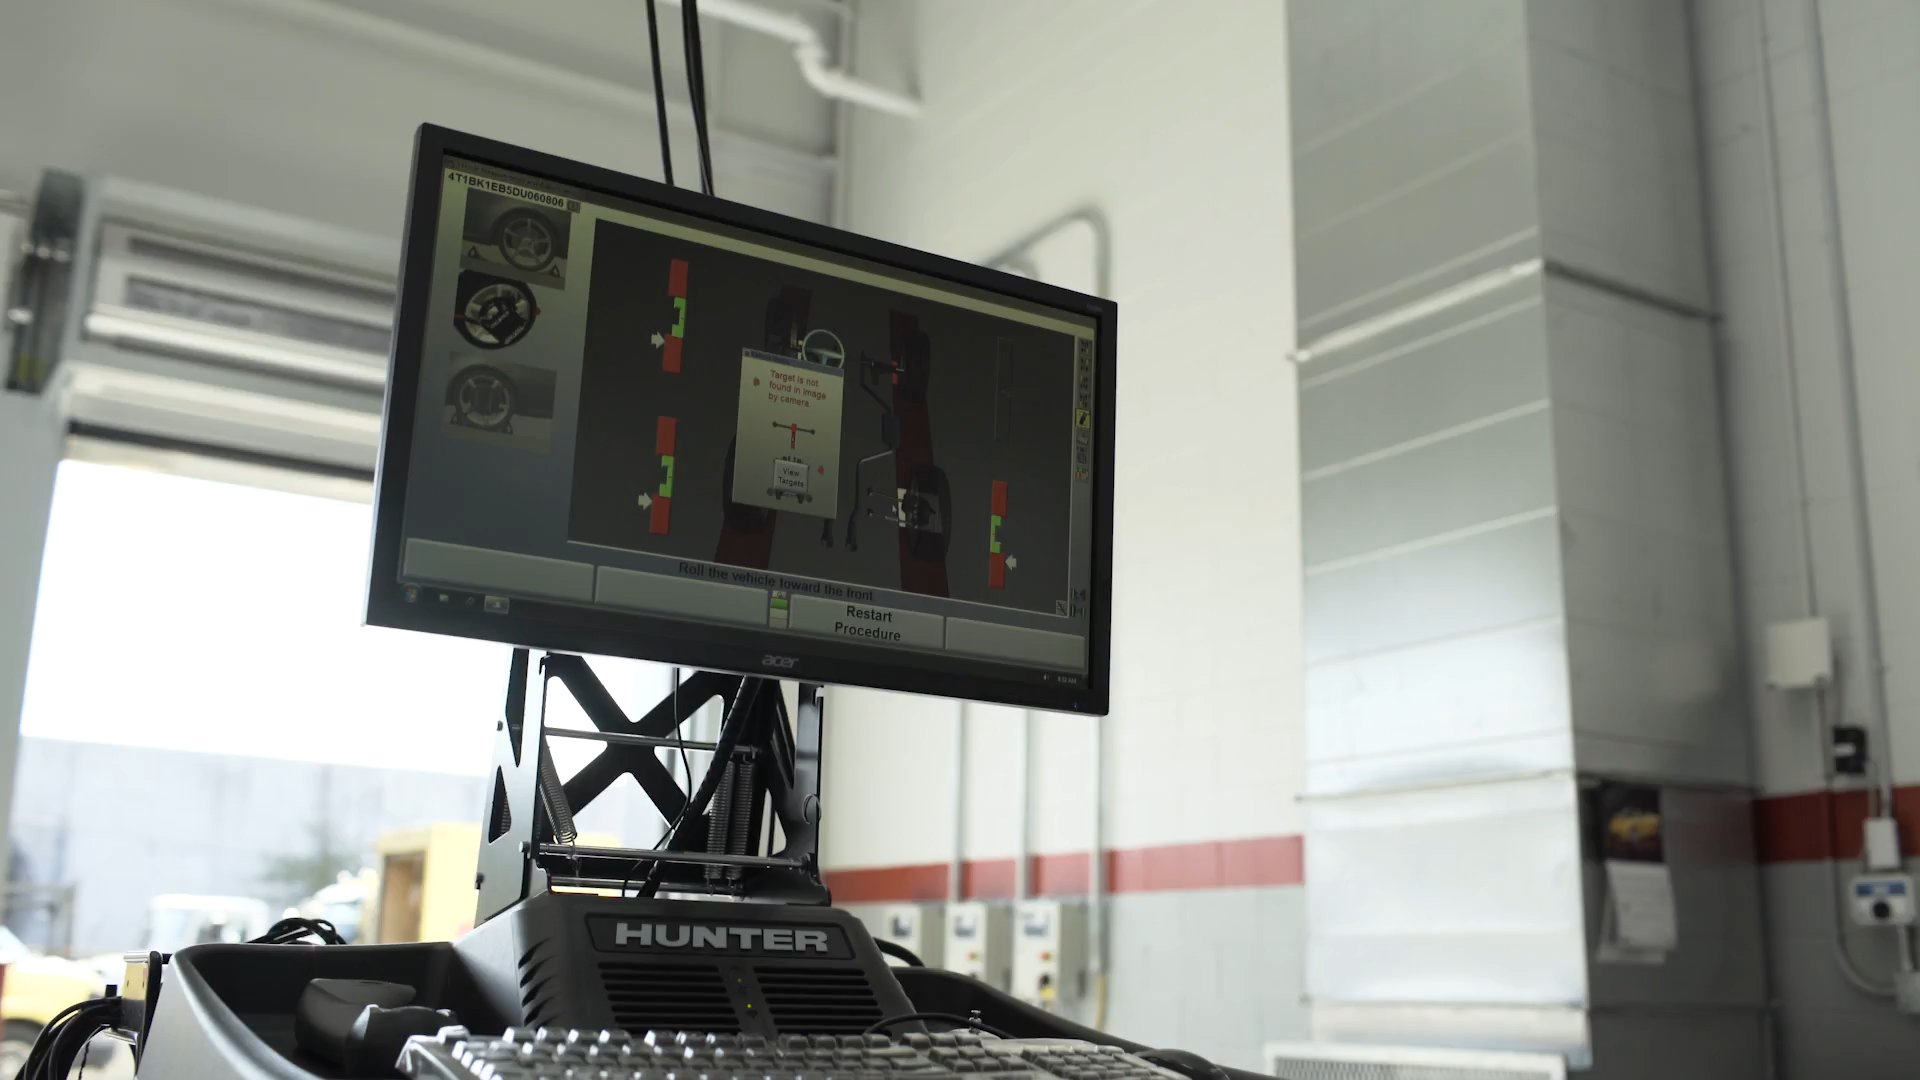 4T1BK1EB5DU060806
Target is not
found in image
by camera
View
Targets
Roll the vehicle toward the front
Restart
Procedure
acer
HUNTER